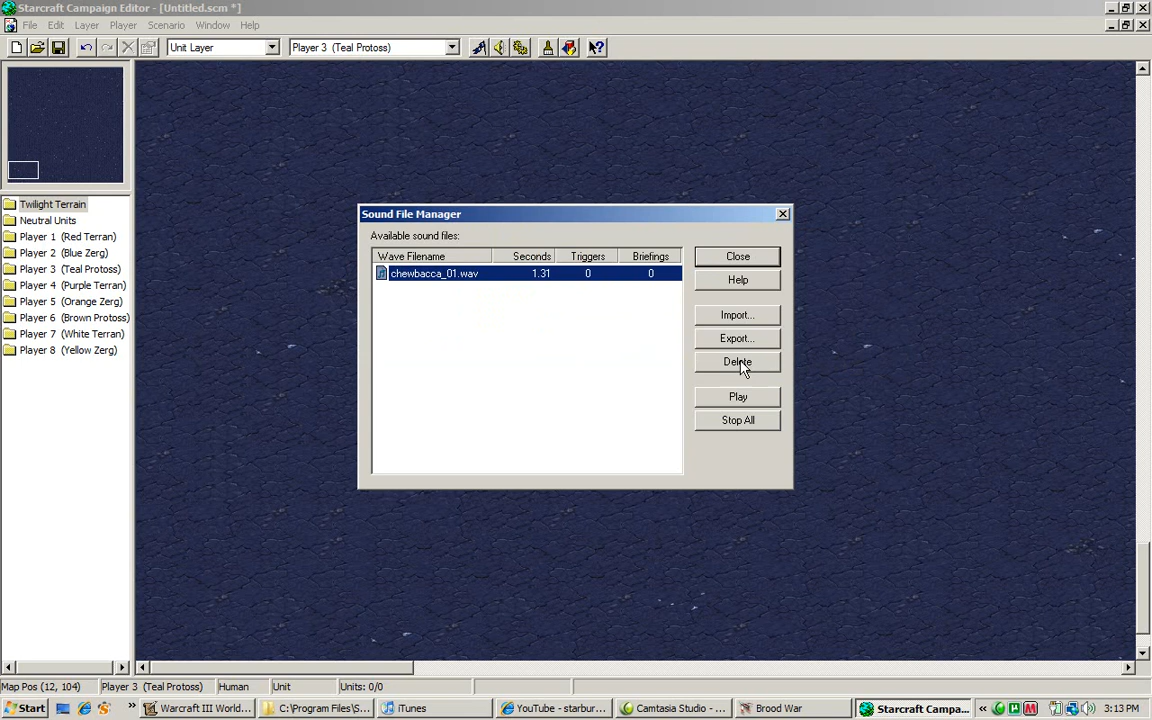 Starcraft Campaign Editor - [Untitled.scm *]
File Edit Layer Player Scenario Window Help
Unit Layer Player 3 (Teal Protoss)
Twilight Terrain
Neutral Units
Player 1 (Red Terran)
Player 2 (Blue Zerg)
Player 3 (Teal Protoss)
Player 4 (Purple Terran)
Player 5 (Orange Zerg)
Player 6 (Brown Protoss)
Player 7 (White Terran)
Player 8 (Yellow Zerg)
Sound File Manager
Available sound files:
Wave Filename Seconds Triggers Briefings
chewbacca_01.wav 1.31 0 0
Close
Help
Import...
Export...
Delete
Play
Stop All
Map Pos (12, 104) Player 3 (Teal Protoss) Human Unit Units: 0/0
Start Warcraft III World... C:\Program Files\S... iTunes YouTube - starbur... Camtasia Studio - ... Brood War Starcraft Campa... 3:13 PM